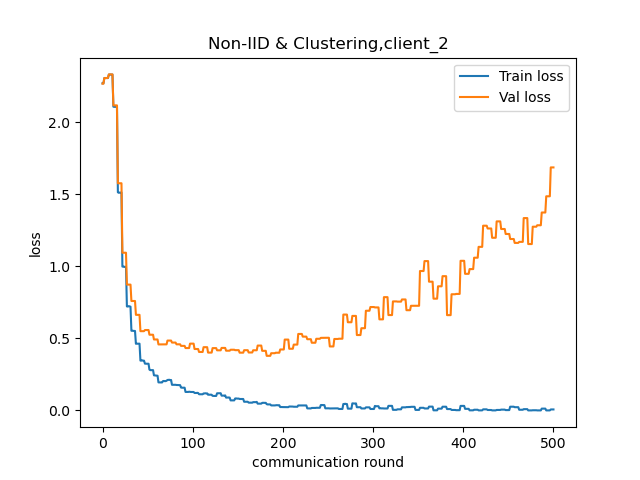 Non-IID & Clustering,client_2
Train loss
Val loss
loss
2.0
1.5
1.0
0.5
0.0
0
100
200
300
400
500
communication round